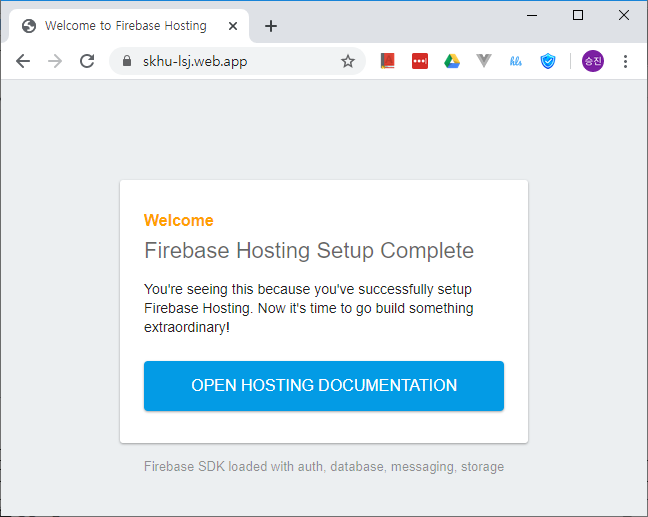 Welcome to Firebase Hosting
skhu-lsj.web.app
hls
승진
Welcome
Firebase Hosting Setup Complete
You're seeing this because you've successfully setup
Firebase Hosting. Now it's time to go build something
extraordinary!
OPEN HOSTING DOCUMENTATION
Firebase SDK loaded with auth, database, messaging, storage